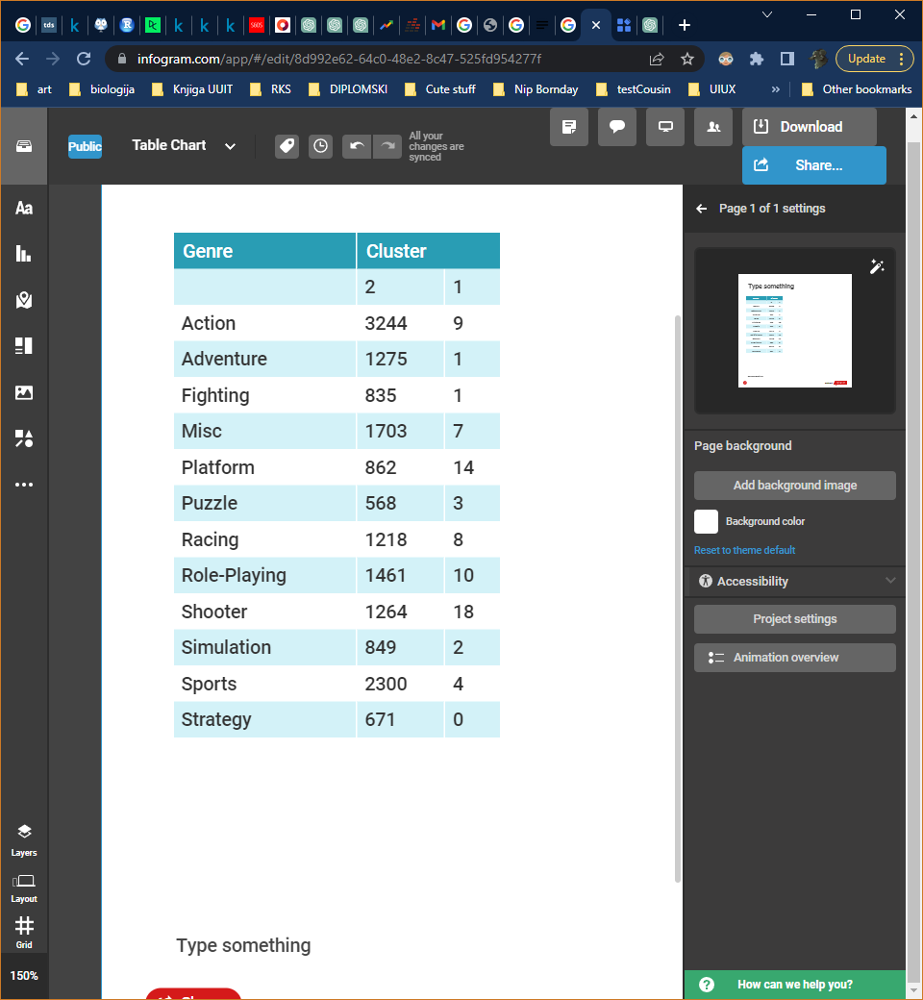 infogram.com/app/#/edit/8d992e62-64c0-48e2-8c47-525fd954277f
Update
art
biologija
Knjiga UUIT
RKS
DIPLOMSKI
Cute stuff
Nip Bornday
testCousin
UIUX
»
Other bookmarks
Public
Table Chart
All your
changes are
synced
Download
Share...
Aa
Page 1 of 1 settings
Type something
Genre Cluster
2 1
Action 3244 9
Adventure 1275 1
Fighting 835 1
Misc 1703 7
Platform 862 14
Puzzle 568 3
Racing 1218 8
Role-Playing 1461 10
Shooter 1264 18
Simulation 849 2
Sports 2300 4
Strategy 671 0
Page background
Add background image
Background color
Reset to theme default
Accessibility
Project settings
Animation overview
Layers
Layout
Grid
150%
Type something
How can we help you?